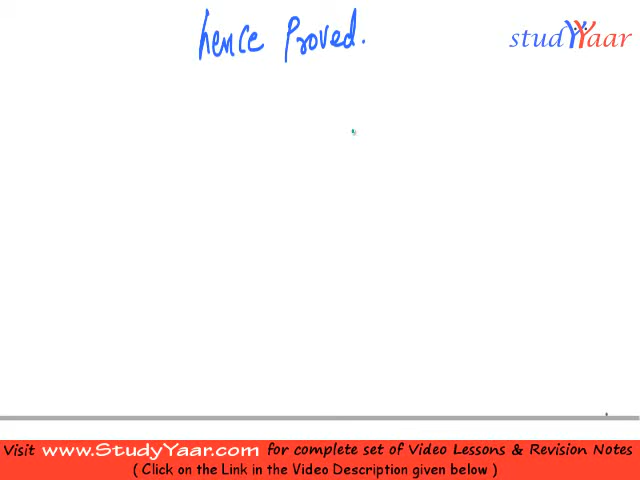 hence Proved.
studYYaar
Visit www.StudyYaar.com for complete set of Video Lessons & Revision Notes
( Click on the Link in the Video Description given below )